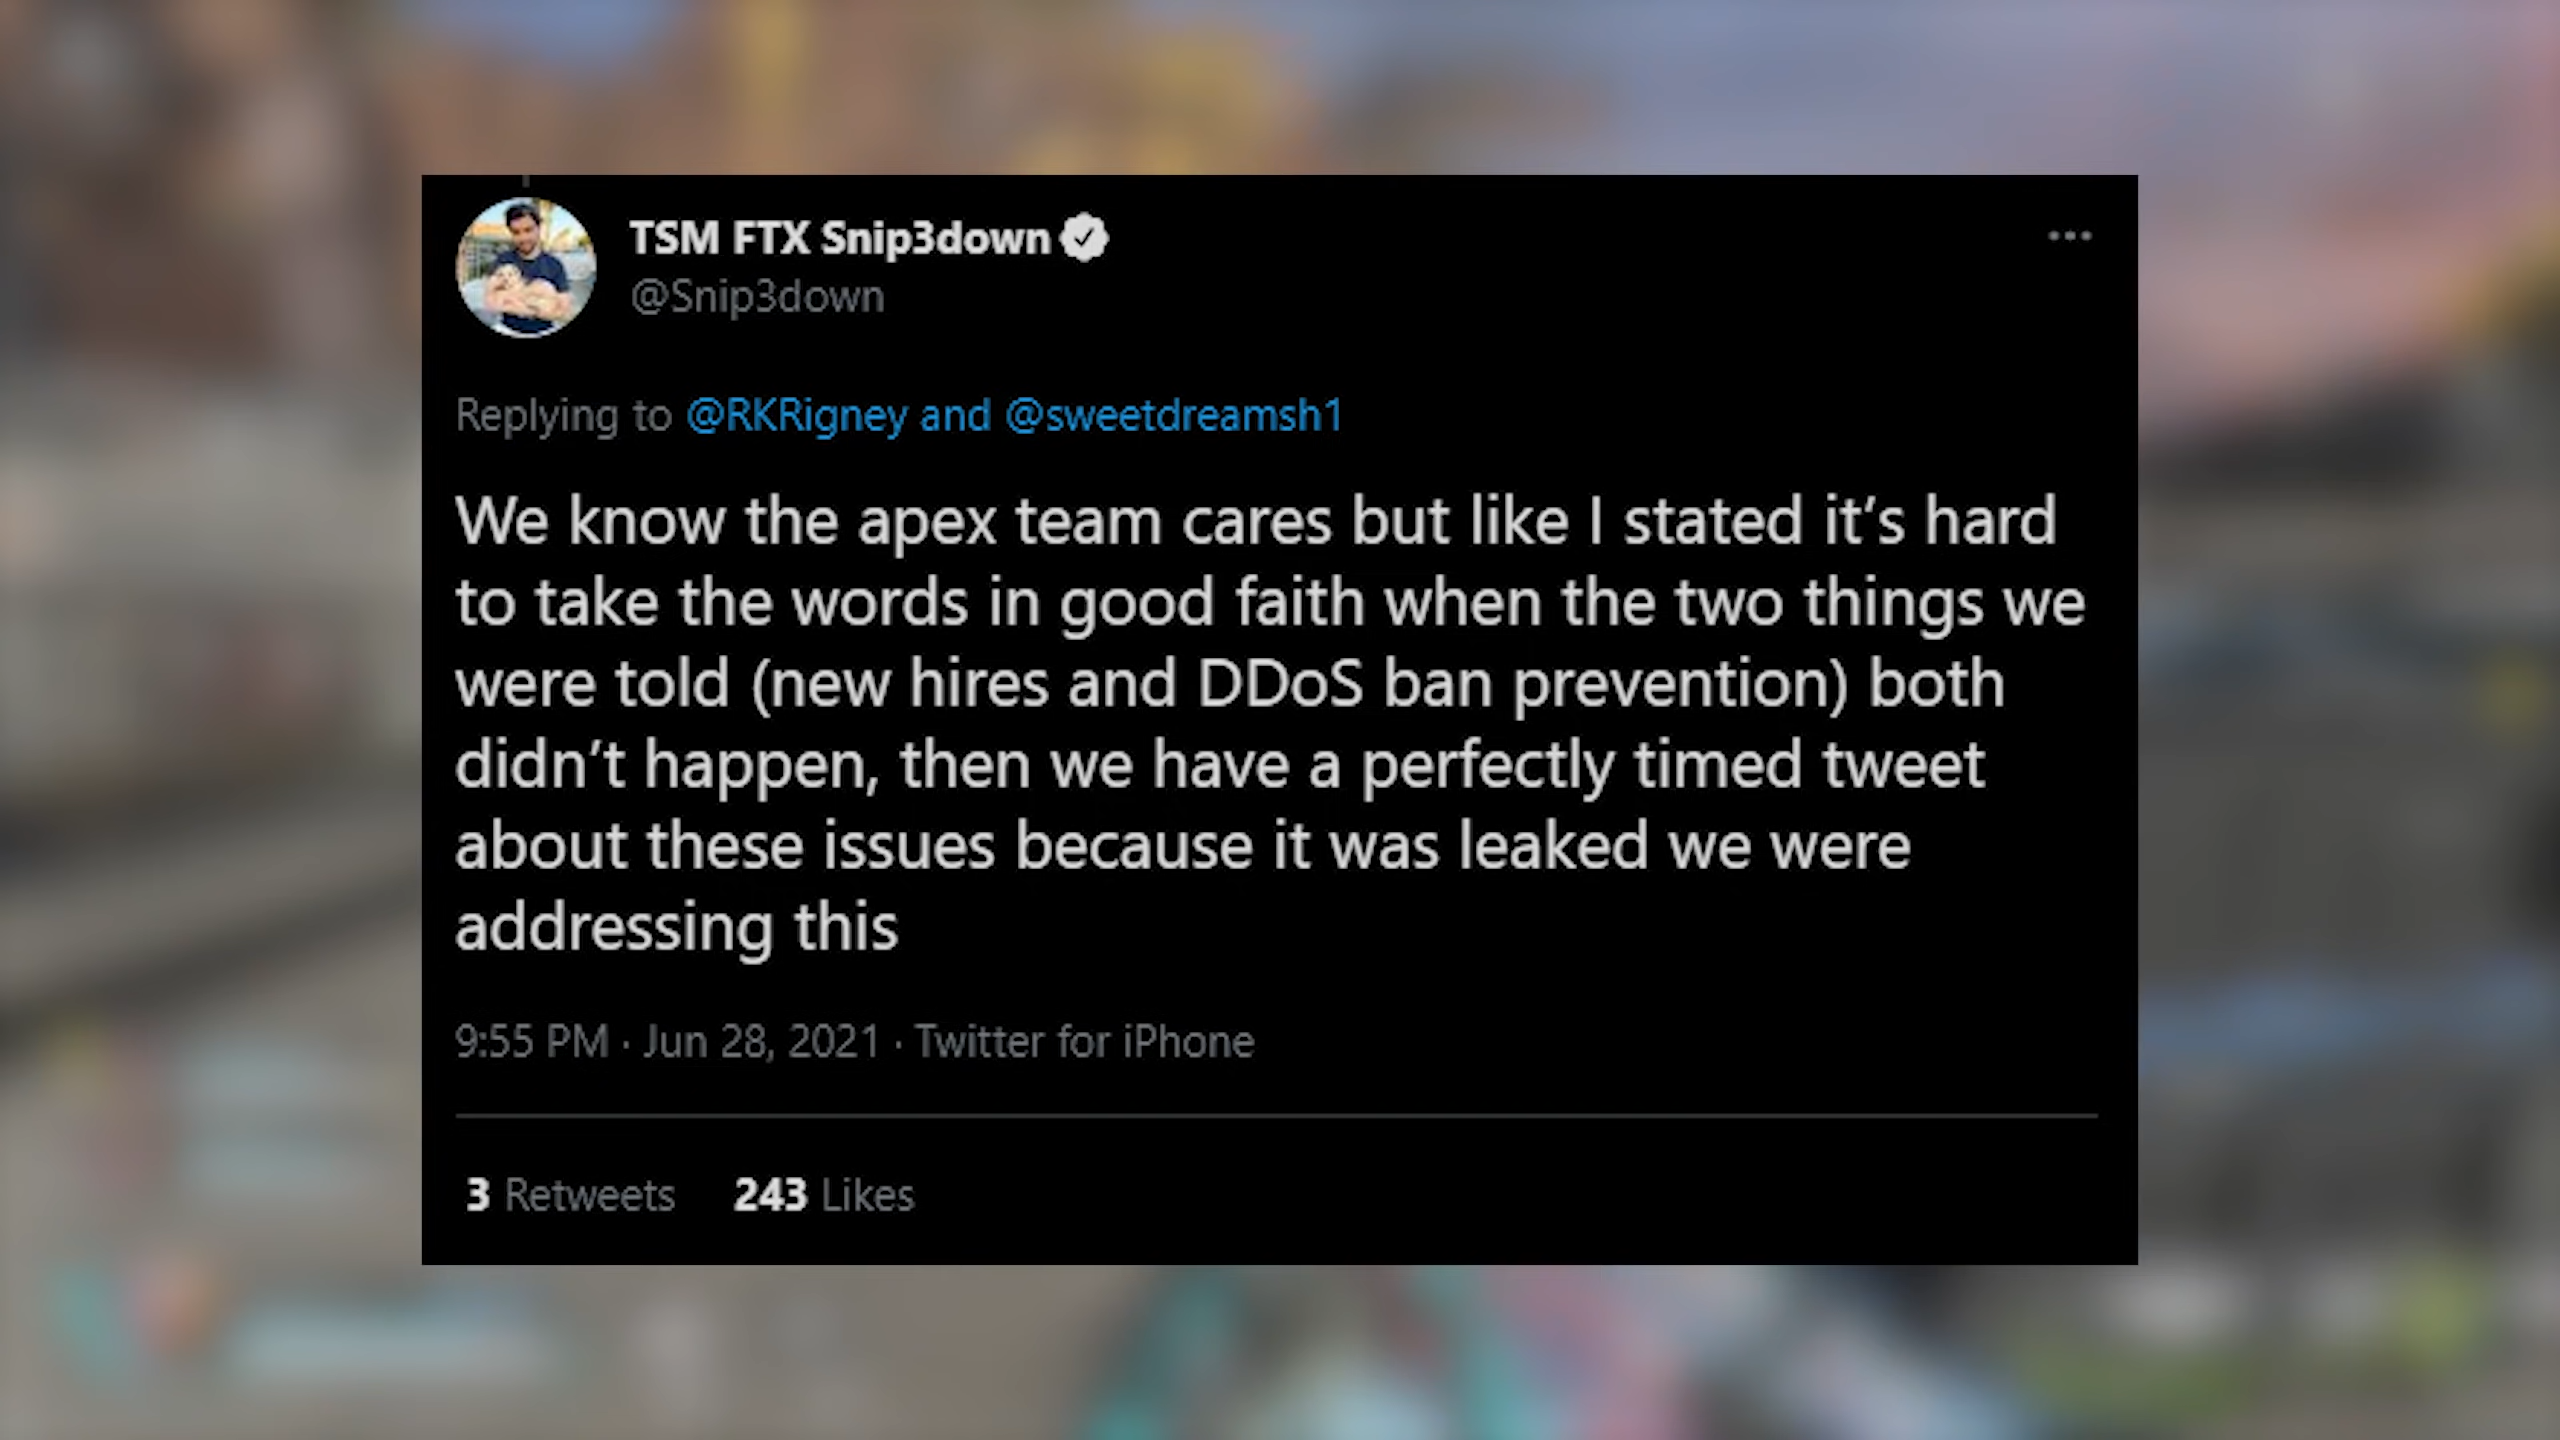 TSM FTX Snip3down
@Snip3down
Replying to @RKRigney and @sweetdreamsh1
We know the apex team cares but like I stated it’s hard
to take the words in good faith when the two things we
were told (new hires and DDoS ban prevention) both
didn’t happen, then we have a perfectly timed tweet
about these issues because it was leaked we were
addressing this
9:55 PM · Jun 28, 2021 · Twitter for iPhone
3 Retweets 243 Likes